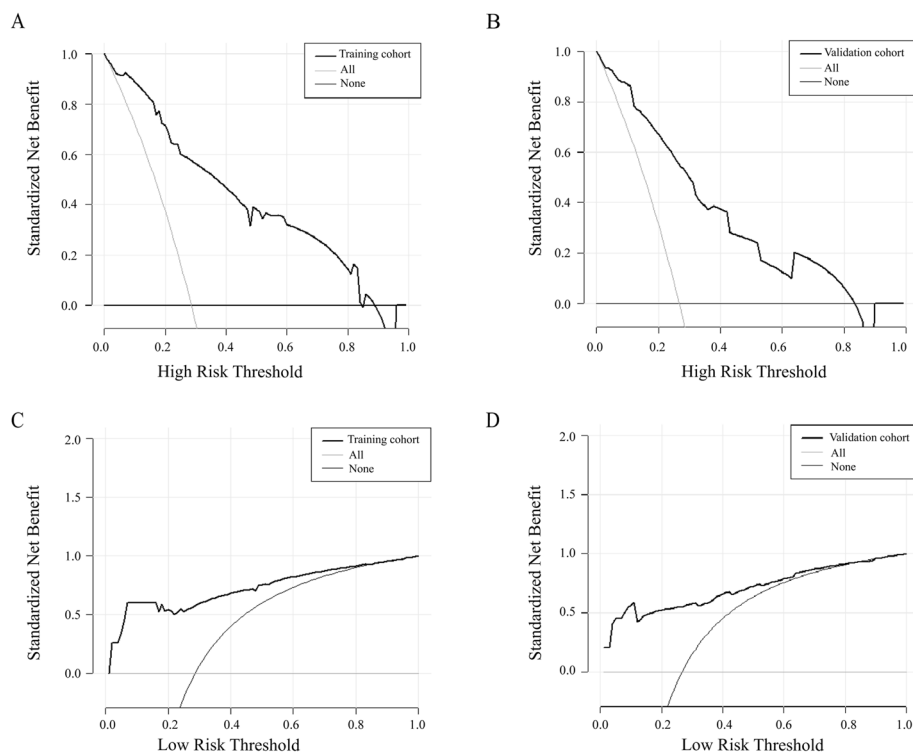 A
Training cohort
All
None
1.0
0.8
0.6
0.4
0.2
0.0
Standardized Net Benefit
0.0 0.2 0.4 0.6 0.8 1.0
High Risk Threshold
B
Validation cohort
All
None
1.0
0.8
0.6
0.4
0.2
0.0
Standardized Net Benefit
0.0 0.2 0.4 0.6 0.8 1.0
High Risk Threshold
C
Training cohort
All
None
2.0
1.5
1.0
0.5
0.0
Standardized Net Benefit
0.0 0.2 0.4 0.6 0.8 1.0
Low Risk Threshold
D
Validation cohort
All
None
2.0
1.5
1.0
0.5
0.0
Standardized Net Benefit
0.0 0.2 0.4 0.6 0.8 1.0
Low Risk Threshold